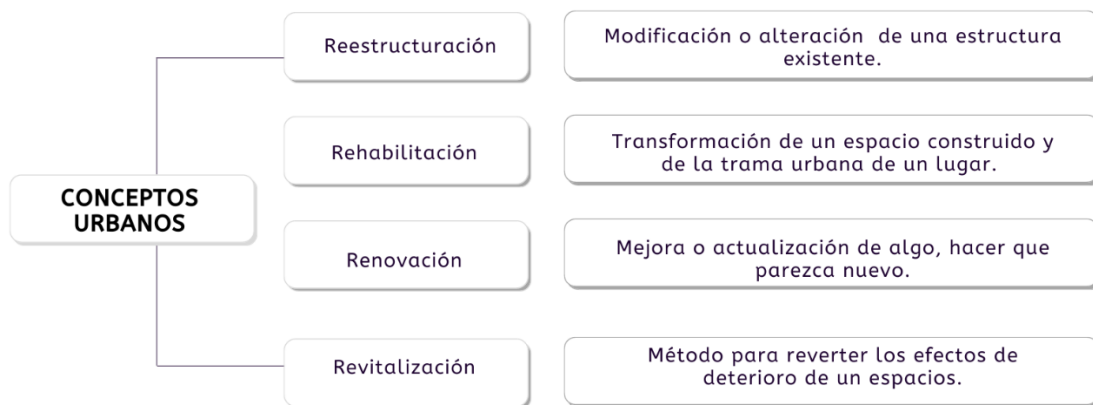 CONCEPTOS
URBANOS
Reestructuración
Modificación o alteración de una estructura
existente.
Rehabilitación
Transformación de un espacio construido y
de la trama urbana de un lugar.
Renovación
Mejora o actualización de algo, hacer que
parezca nuevo.
Revitalización
Método para reverter los efectos de
deterioro de un espacios.